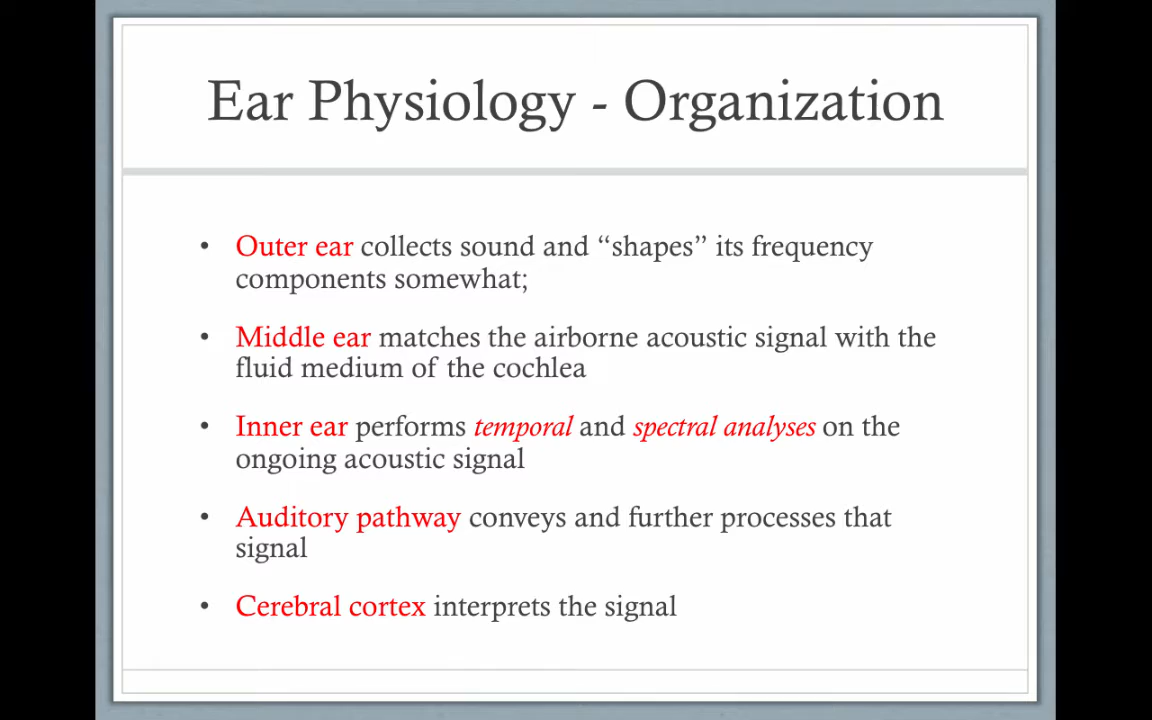 Ear Physiology - Organization
• Outer ear collects sound and “shapes” its frequency
components somewhat;
• Middle ear matches the airborne acoustic signal with the
fluid medium of the cochlea
• Inner ear performs temporal and spectral analyses on the
ongoing acoustic signal
• Auditory pathway conveys and further processes that
signal
• Cerebral cortex interprets the signal